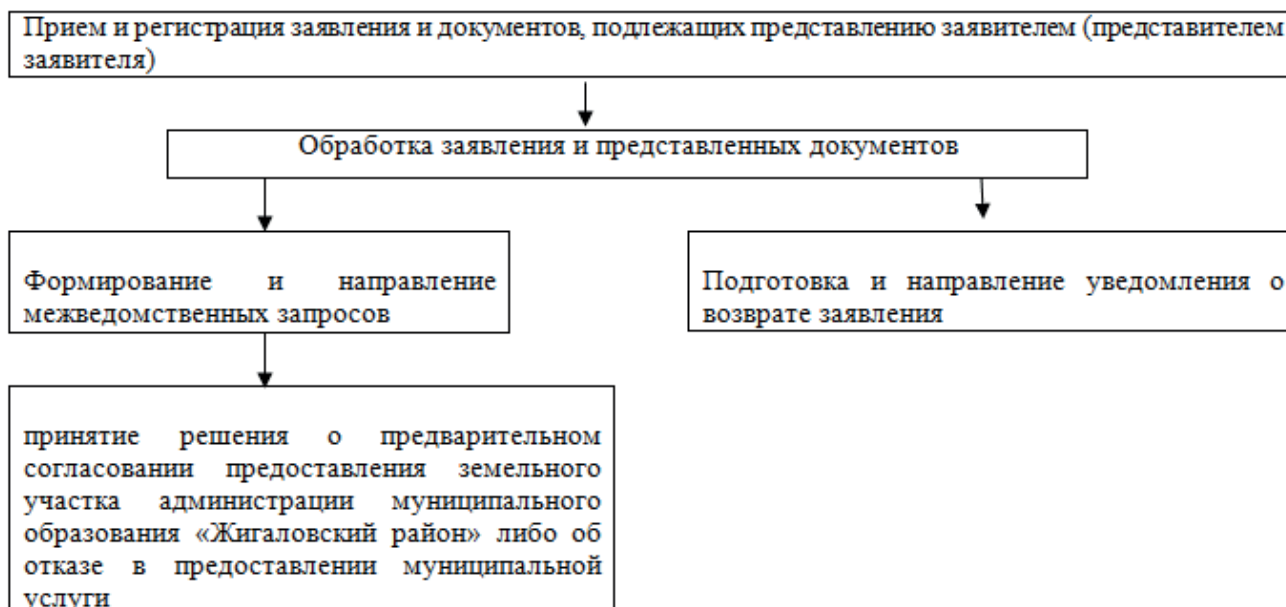 Прием и регистрация заявления и документов, подлежащих представлению заявителем (представителем
заявителя)
Обработка заявления и представленных документов
Формирование и направление
межведомственных запросов
Подготовка и направление уведомления о
возврате заявления
принятие решения о предварительном
согласовании предоставления земельного
участка администрации муниципального
образования «Жигаловский район» либо об
отказе в предоставлении муниципальной
услуги